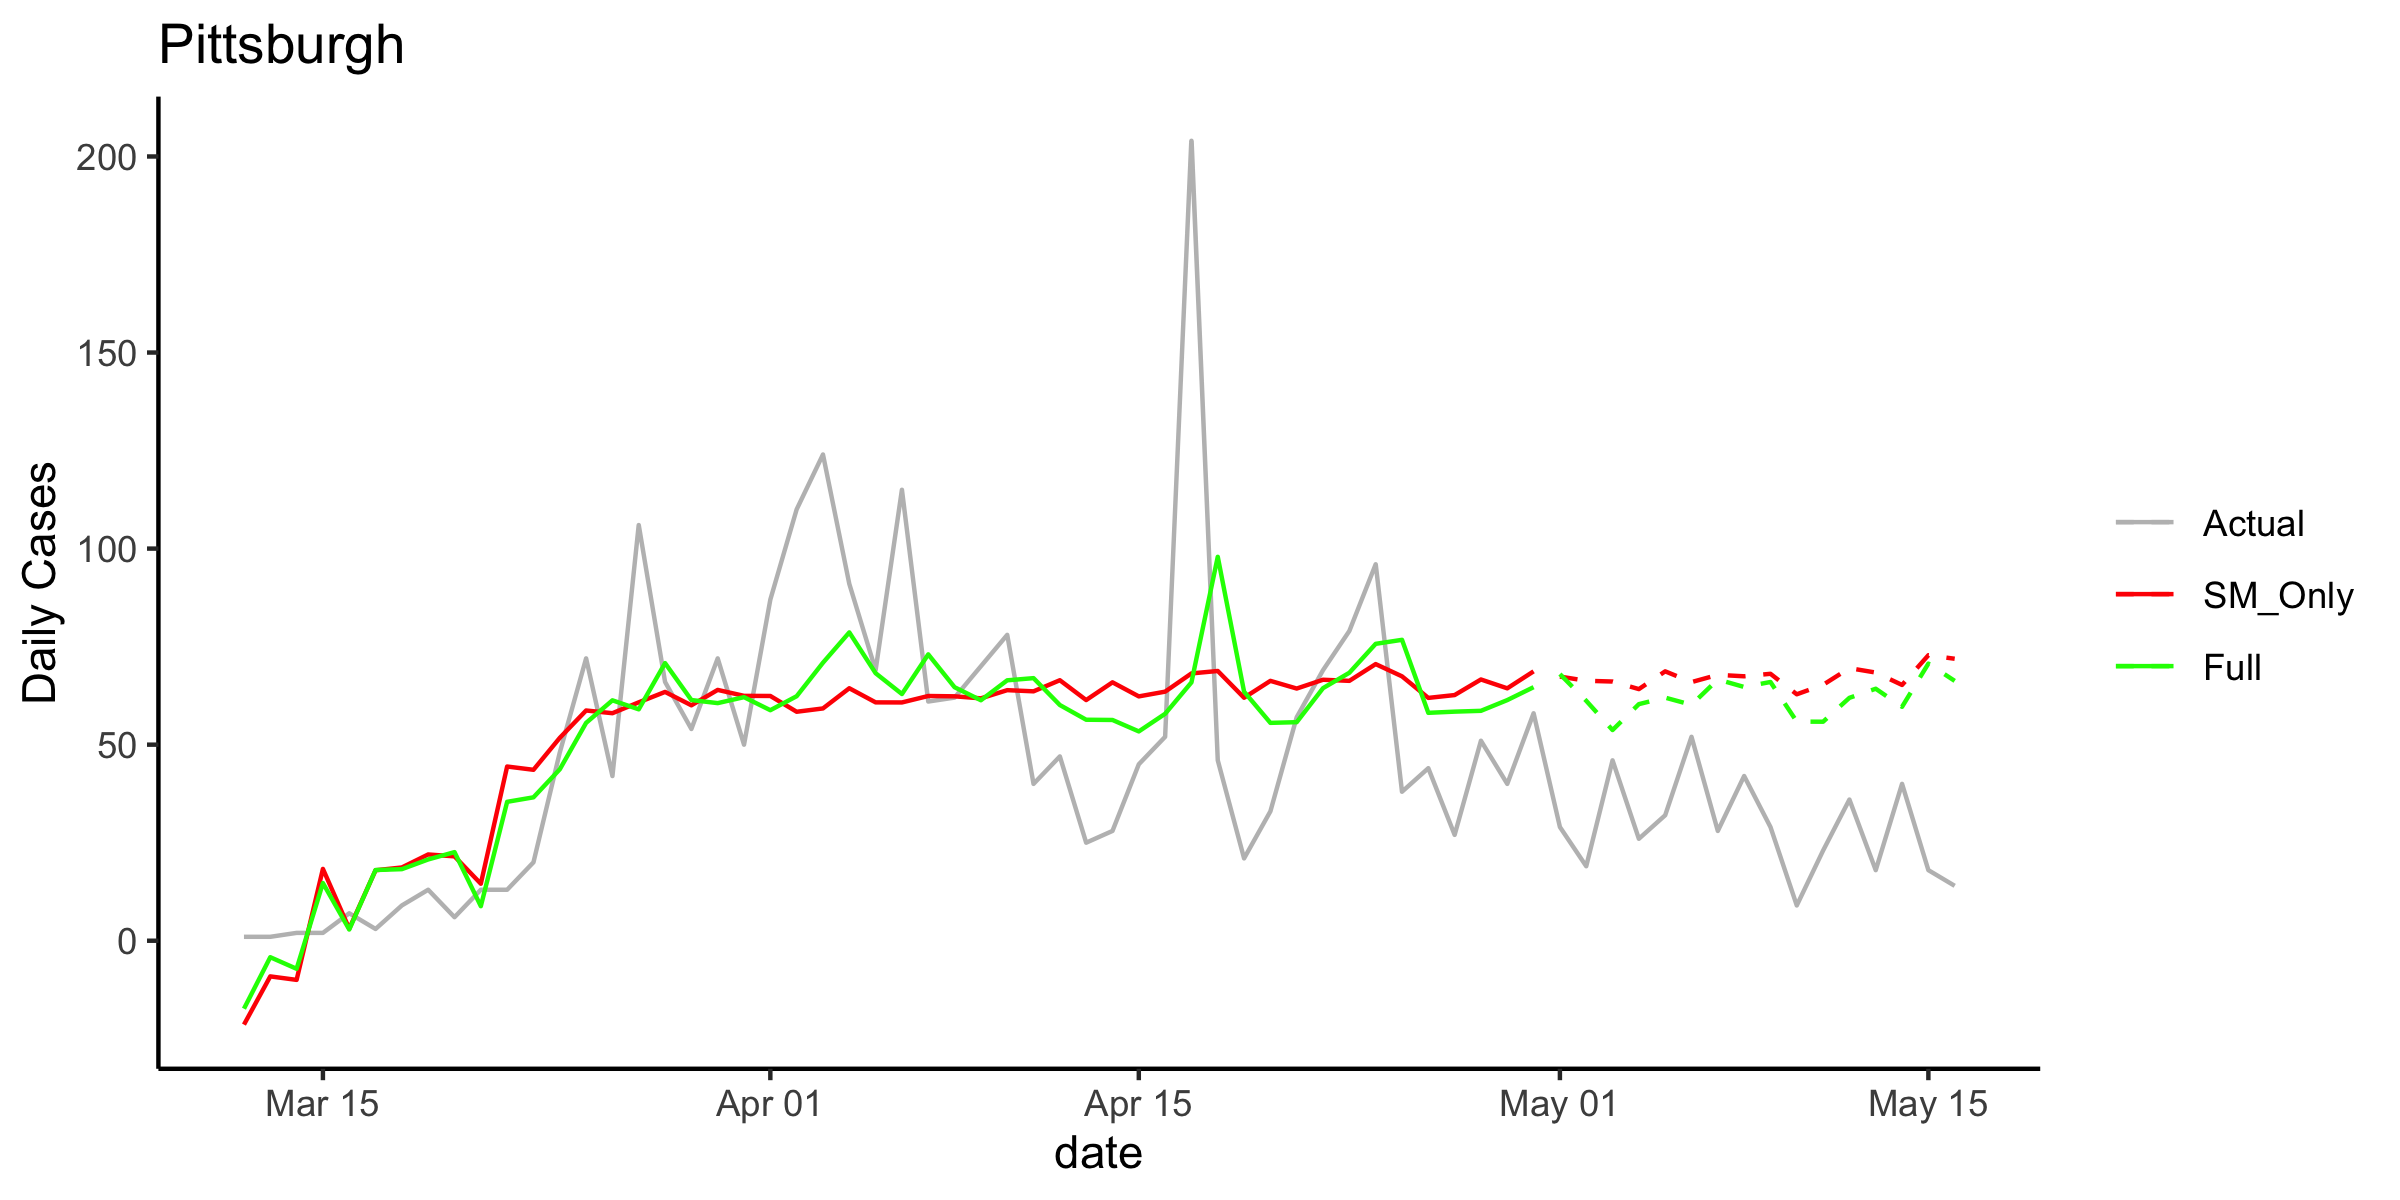 Pittsburgh
Daily Cases
200
150
100
50
0
Mar 15
Apr 01
Apr 15
May 01
May 15
date
Actual
SM_Only
Full